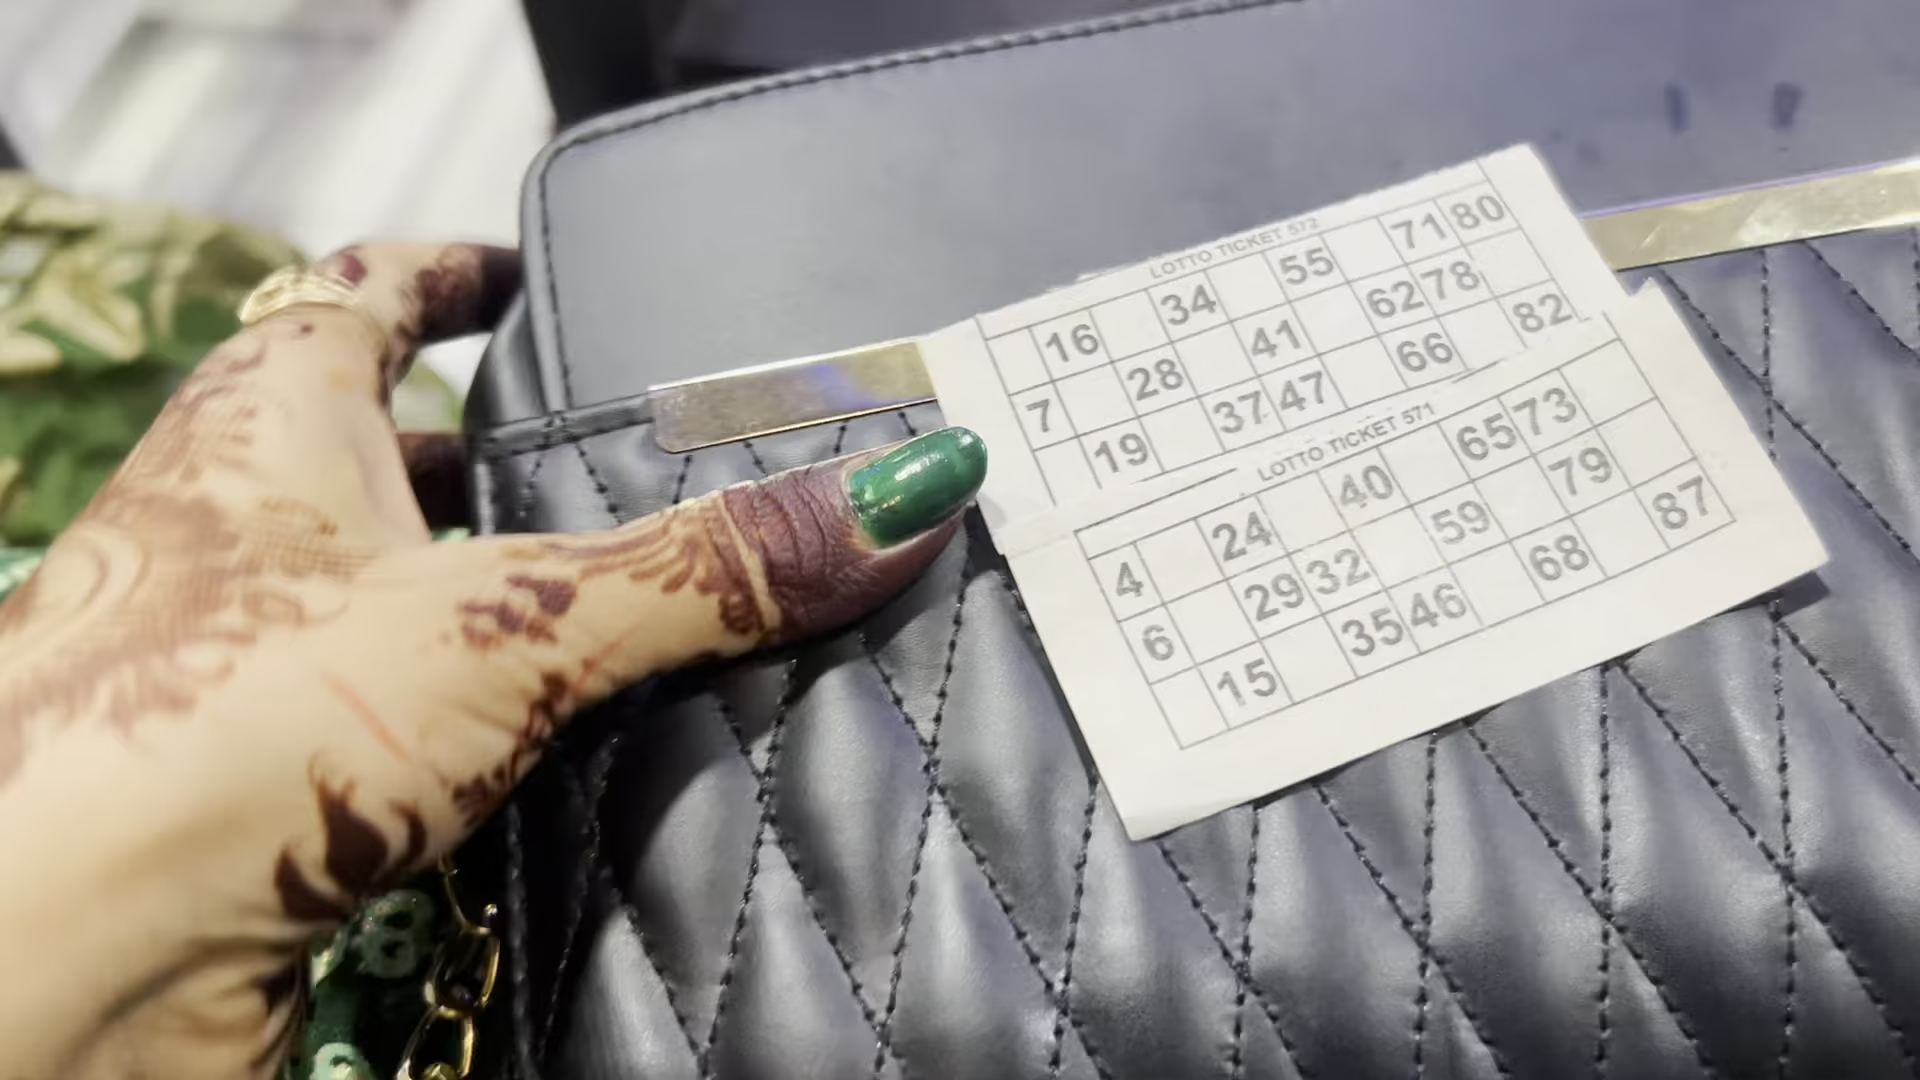 LOTTO TICKET 572
16 34 55 71 80
7 28 41 62 78
19 37 47 66 82
LOTTO TICKET 571
4 24 40 65 73
6 29 32 59 79
15 35 46 68 87